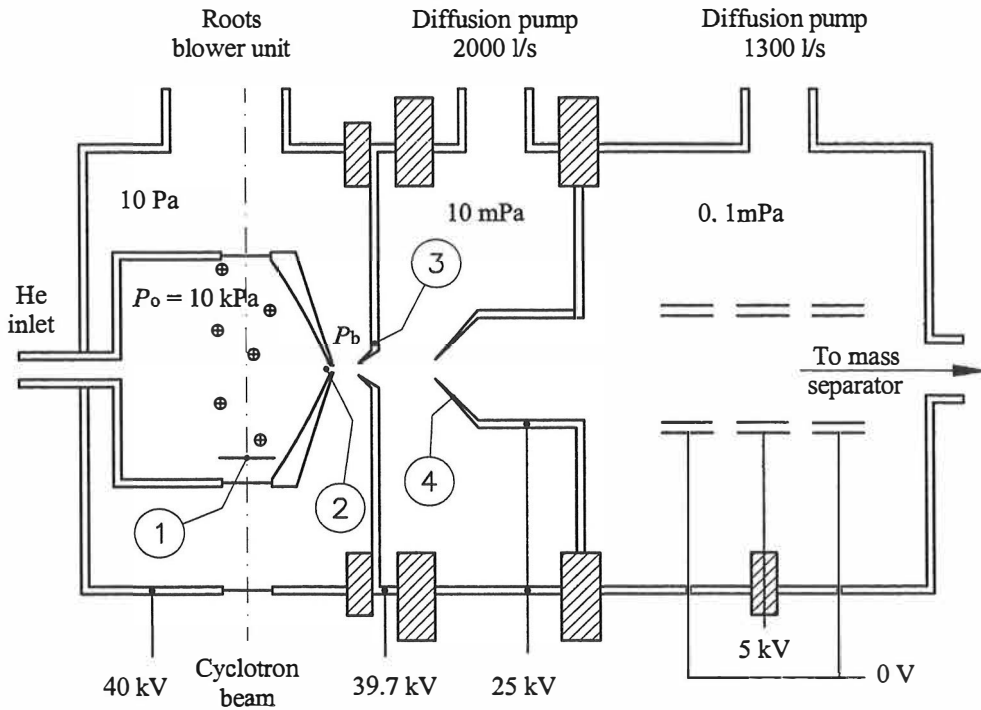 Roots
blower unit
Diffusion pump
2000 l/s
Diffusion pump
1300 l/s
10 Pa
10 mPa
0. 1mPa
3
He
inlet
Po = 10 kPa
Pb
To mass
separator
1
2
4
40 kV
Cyclotron
beam
39.7 kV
25 kV
5 kV
0 V